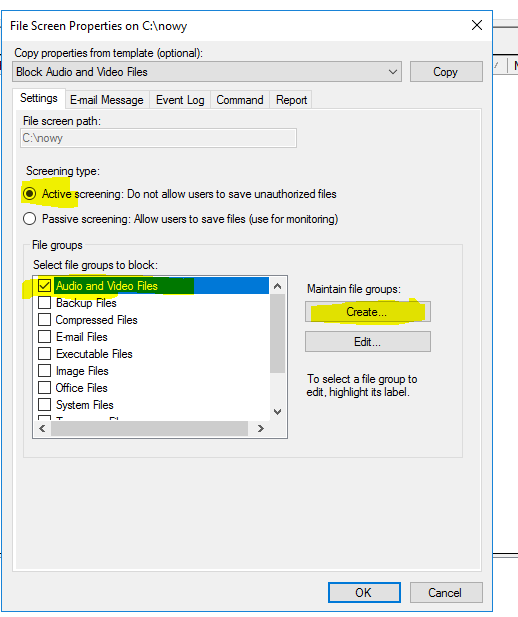 File Screen Properties on C:\nowy
Copy properties from template (optional):
Block Audio and Video Files
Copy
Settings
E-mail Message
Event Log
Command
Report
File screen path:
C:\nowy
Screening type:
Active screening: Do not allow users to save unauthorized files
Passive screening: Allow users to save files (use for monitoring)
File groups
Select file groups to block:
Audio and Video Files
Backup Files
Compressed Files
E-mail Files
Executable Files
Image Files
Office Files
System Files
Maintain file groups:
Create...
Edit...
To select a file group to
edit, highlight its label.
OK
Cancel